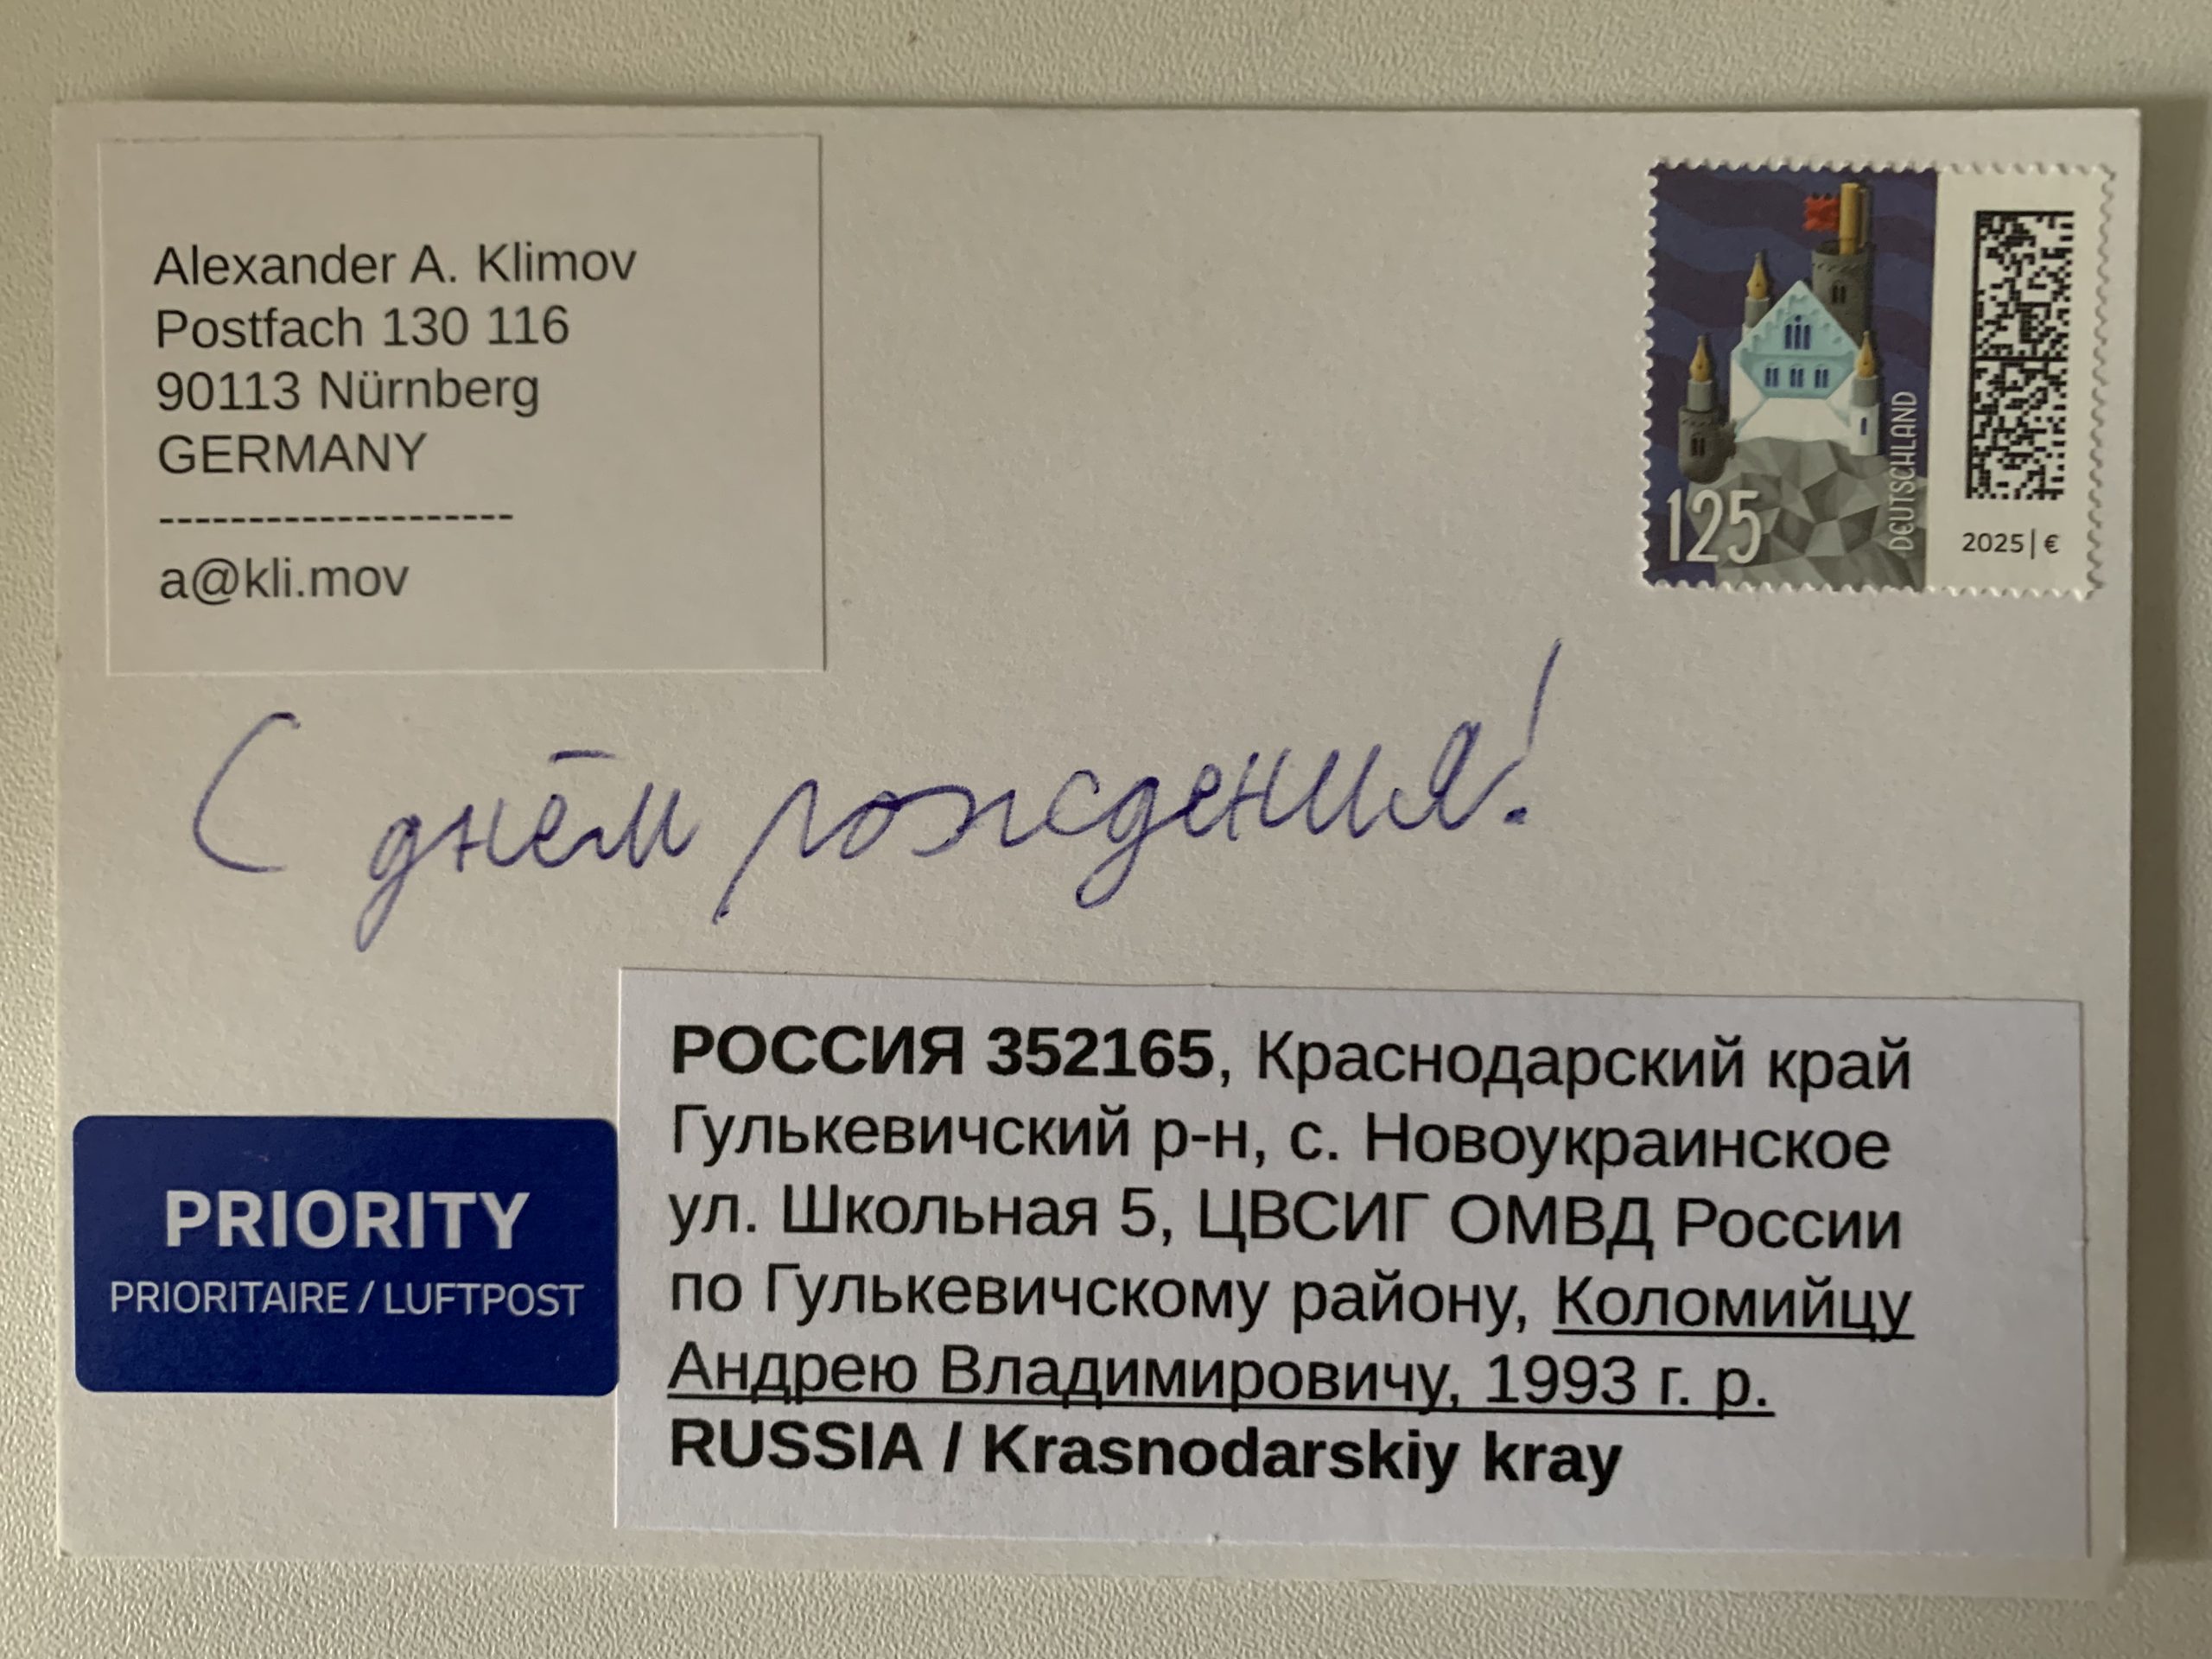 Alexander A. Klimov
Postfach 130 116
90113 Nürnberg
GERMANY
--------------------
a@kli.mov
125
DEUTSCHLAND
2025 | €
С днём рождения!
PRIORITY
PRIORITAIRE / LUFTPOST
РОССИЯ 352165, Краснодарский край
Гулькевичский р-н, с. Новоукраинское
ул. Школьная 5, ЦВСИГ ОМВД России
по Гулькевичскому району, Коломийцу
Андрею Владимировичу, 1993 г. р.
RUSSIA / Krasnodarskiy kray